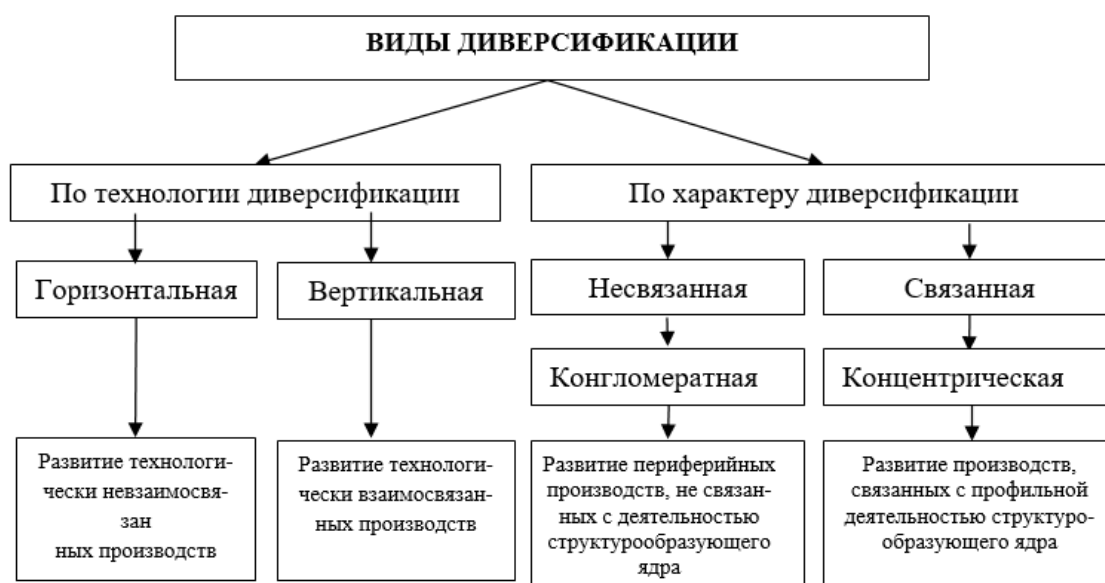 ВИДЫ ДИВЕРСИФИКАЦИИ
По технологии диверсификации
По характеру диверсификации
Горизонтальная
Вертикальная
Несвязанная
Связанная
Конгломератная
Концентрическая
Развитие технологи-
чески невзаимосвя-
зан
ных производств
Развитие технологи-
чески взаимосвязан-
ных производств
Развитие периферийных
производств, не связан-
ных с деятельностью
структурообразующего
ядра
Развитие производств,
связанных с профильной
деятельностью структуро-
образующего ядра